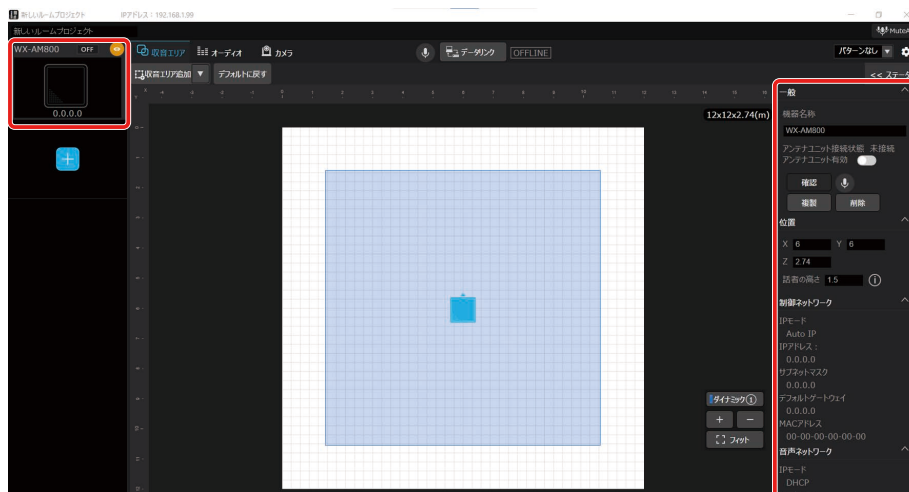 新しいルームプロジェクト IPアドレス：192.168.1.99
新しいルームプロジェクト
MuteA
WX-AM800 OFF
0.0.0.0
収音エリア オーディオ カメラ
データリンク OFFLINE
パターンなし
収音エリア追加 デフォルトに戻す
<< ステータ
12x12x2.74(m)
ダイナミック①
フィット
一般
機器名称
WX-AM800
アンテナユニット接続状態 未接続
アンテナユニット有効
確認
複製 削除
位置
X 6 Y 6
Z 2.74
話者の高さ 1.5
制御ネットワーク
IPモード
Auto IP
IPアドレス：
0.0.0.0
サブネットマスク
0.0.0.0
デフォルトゲートウェイ
0.0.0.0
MACアドレス
00-00-00-00-00-00
音声ネットワーク
IPモード
DHCP